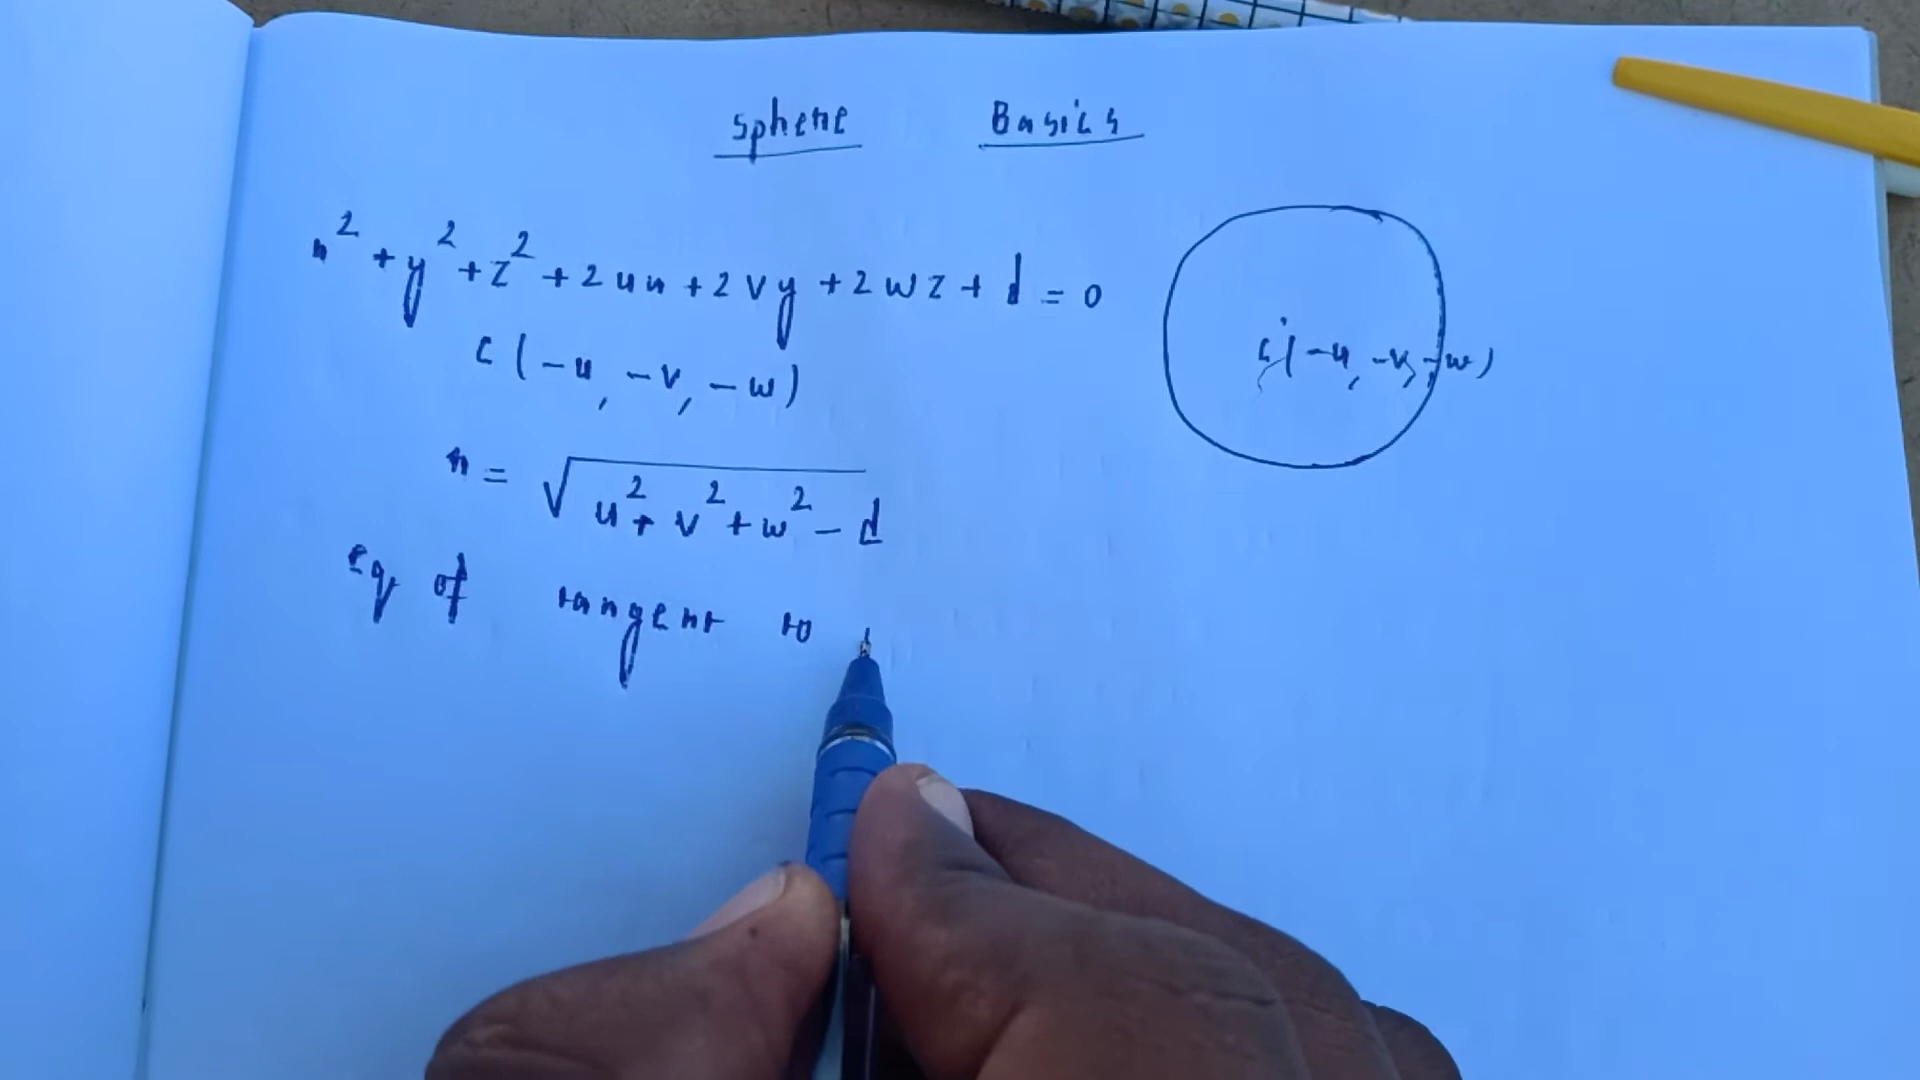 Sphere Basics
x² + y² + z² + 2ux + 2vy + 2wz + d = 0
C(-u, -v, -w)
C(-u, -v, -w)
r = √u² + v² + w² - d
eq of tangent to